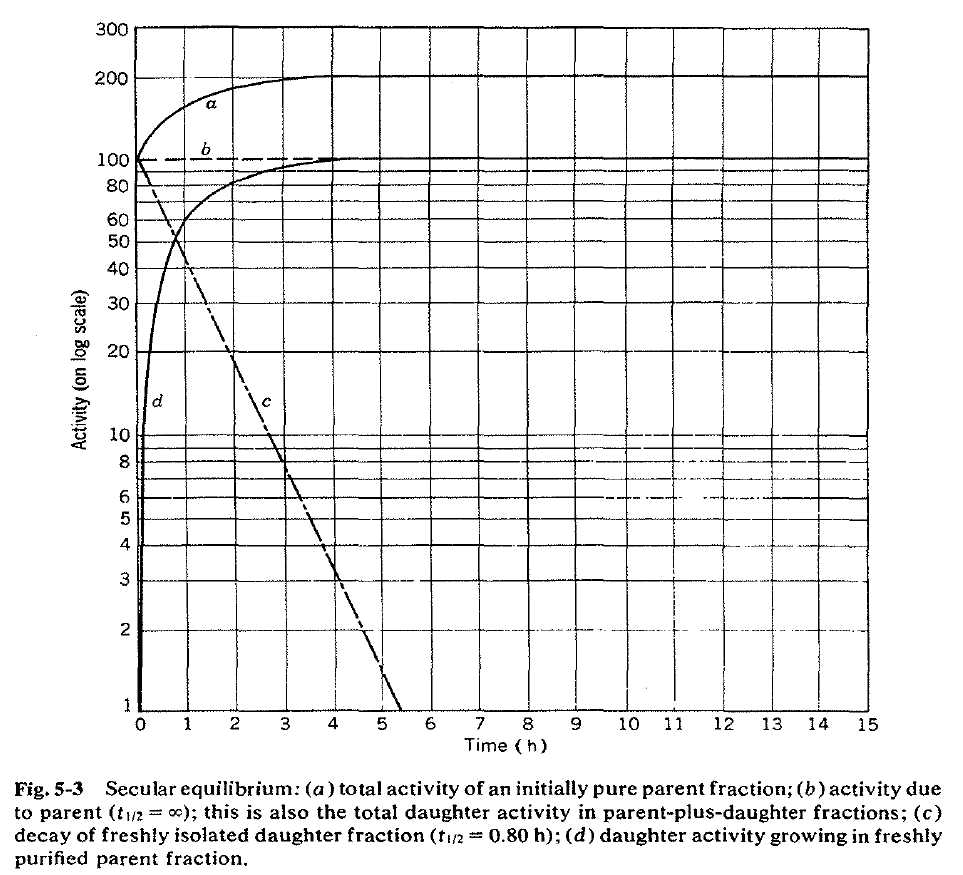 300
200
a
b
100
80
60
50
40
30
20
d
c
10
8
6
5
4
3
2
1
Activity (on log scale)
0 1 2 3 4 5 6 7 8 9 10 11 12 13 14 15
Time (h)
Fig. 5-3 Secular equilibrium: (a) total activity of an initially pure parent fraction; (b) activity due
to parent (t1/2 = ∞); this is also the total daughter activity in parent-plus-daughter fractions; (c)
decay of freshly isolated daughter fraction (t1/2 = 0.80 h); (d) daughter activity growing in freshly
purified parent fraction.